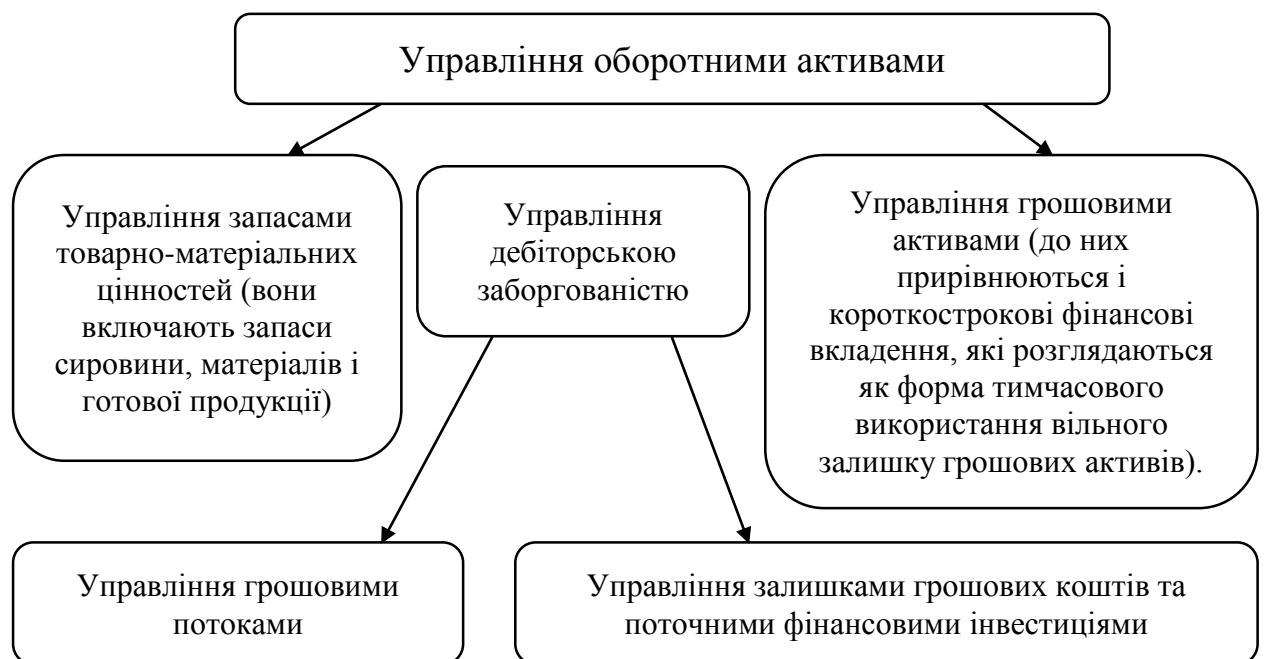 Управління оборотними активами
Управління запасами
товарно-матеріальних
цінностей (вони
включають запаси
сировини, матеріалів і
готової продукції)
Управління
дебіторською
заборгованістю
Управління грошовими
активами (до них
прирівнюються і
короткострокові фінансові
вкладення, які розглядаються
як форма тимчасового
використання вільного
залишку грошових активів).
Управління грошовими
потоками
Управління залишками грошових коштів та
поточними фінансовими інвестиціями